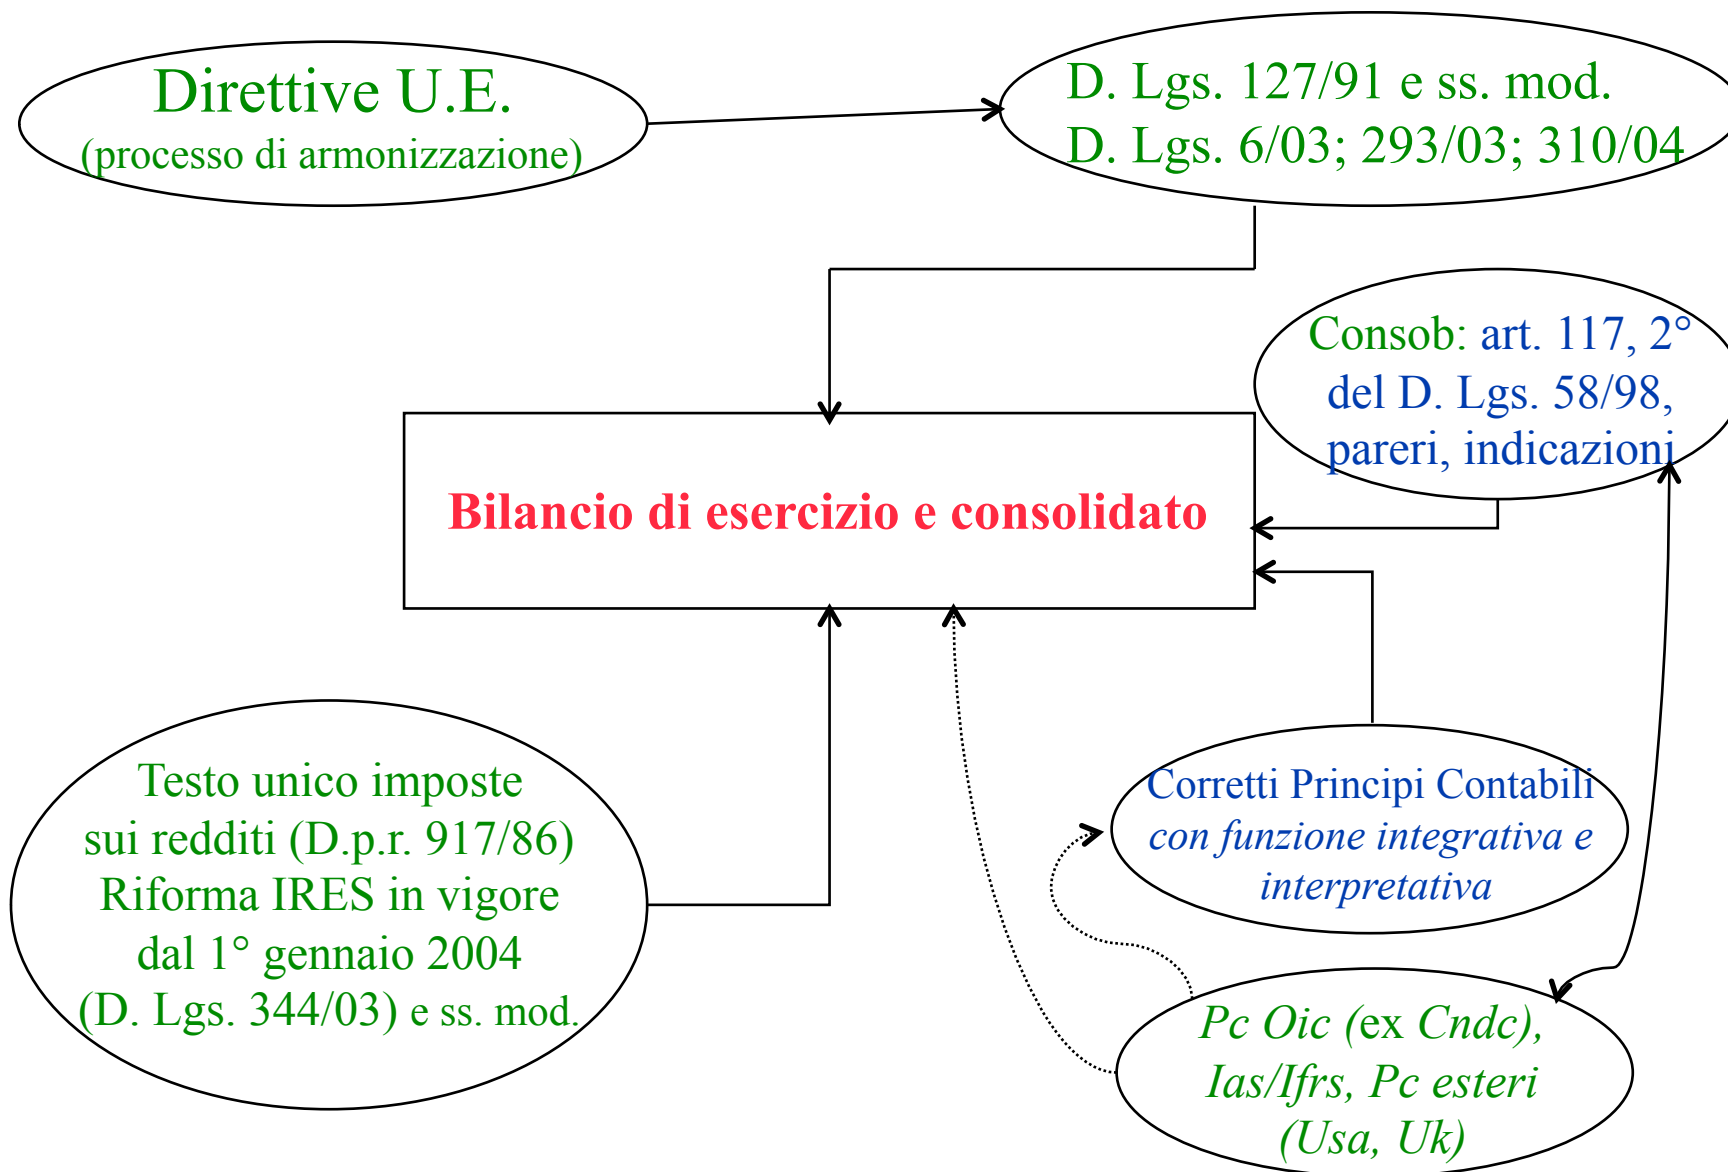 Direttive U.E.
(processo di armonizzazione)
D. Lgs. 127/91 e ss. mod.
D. Lgs. 6/03; 293/03; 310/04
Consob: art. 117, 2°
del D. Lgs. 58/98,
pareri, indicazioni
Bilancio di esercizio e consolidato
Testo unico imposte
sui redditi (D.p.r. 917/86)
Riforma IRES in vigore
dal 1° gennaio 2004
(D. Lgs. 344/03) e ss. mod.
Corretti Principi Contabili
con funzione integrativa e
interpretativa
Pc Oic (ex Cndc),
Ias/Ifrs, Pc esteri
(Usa, Uk)